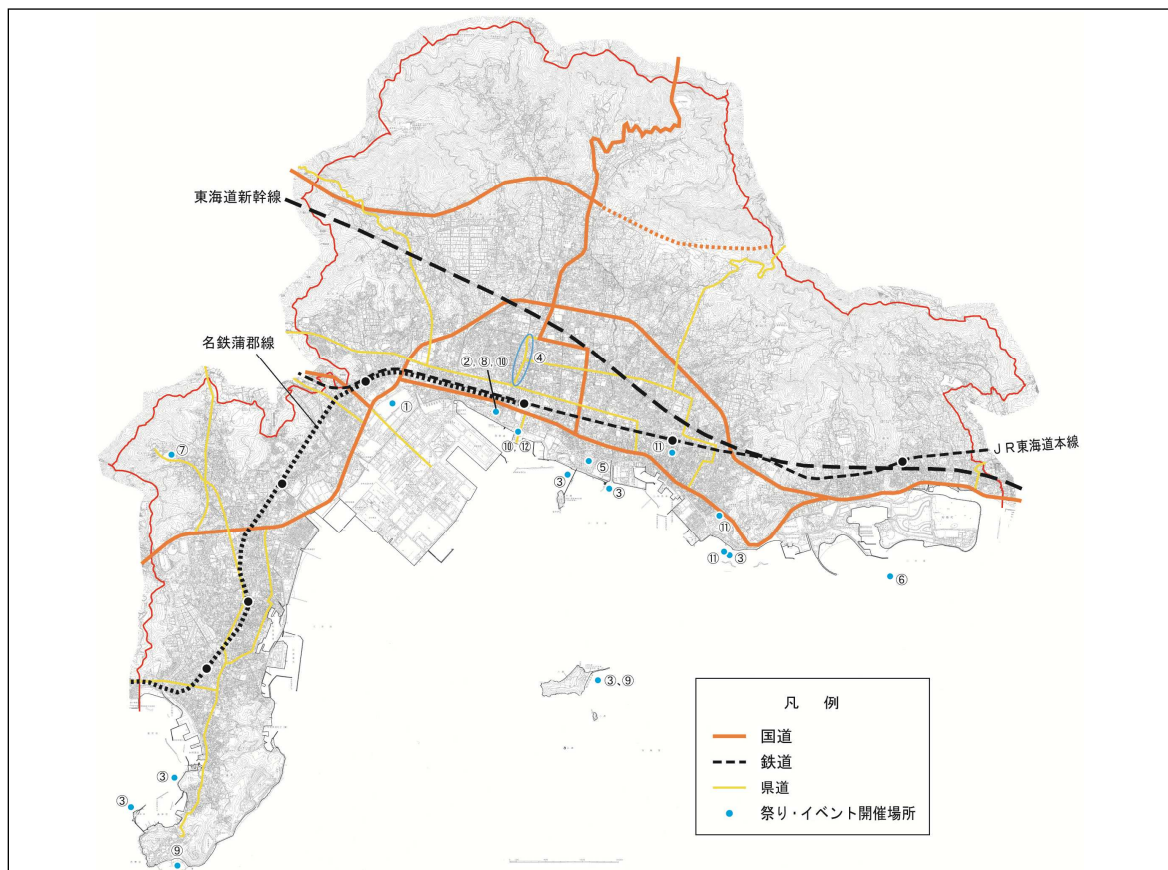 東海道新幹線
名鉄蒲郡線
②、⑧、⑩
④
①
⑦
⑩・⑫
⑪
JR東海道本線
⑤
③
③
⑪
⑪
③
⑥
③、⑨
③
③
⑨
凡 例
国道
鉄道
県道
祭り・イベント開催場所